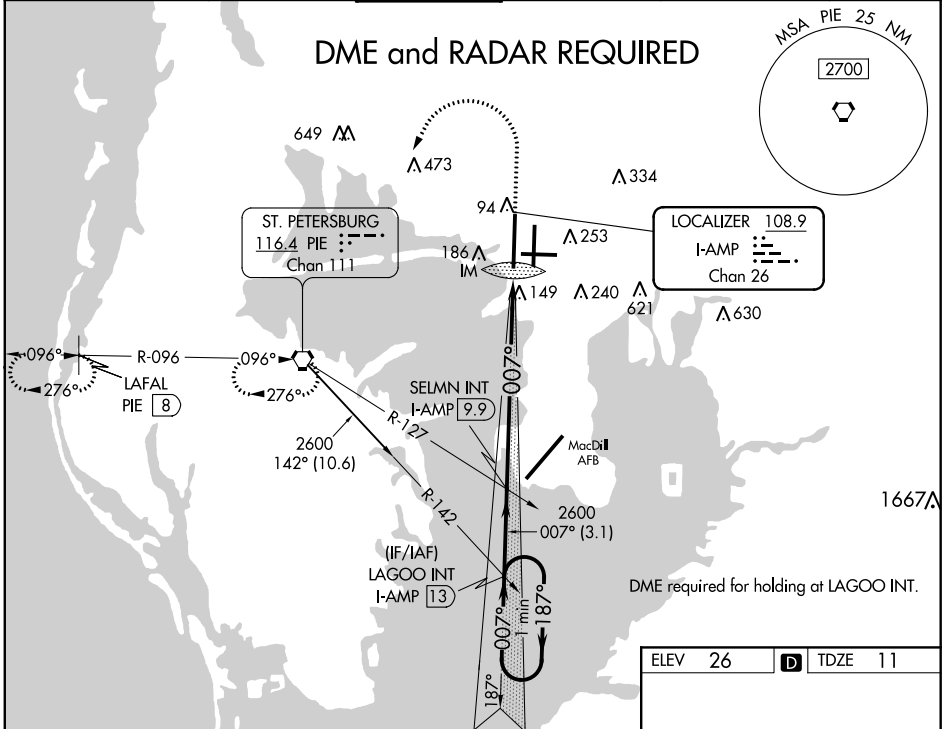 DME and RADAR REQUIRED
MSA PIE 25 NM
2700
649
473
334
94
253
186
IM
149
240
621
630
ST. PETERSBURG
116.4 PIE
Chan 111
LOCALIZER 108.9
I-AMP
Chan 26
096°
R-096
096°
276°
276°
LAFAL
PIE 8
2600
142° (10.6)
R-127
R-142
SELMN INT
I-AMP 9.9
007°
MacDill
AFB
1667
2600
007° (3.1)
(IF/IAF)
LAGOO INT
I-AMP 13
007°
1 min
187°
187°
DME required for holding at LAGOO INT.
ELEV 26 D TDZE 11